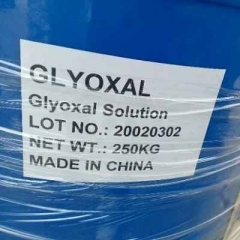 GLYOXAL
Glyoxal Solution
LOT NO.: 20020302
NET WT.: 250KG
MADE IN CHINA